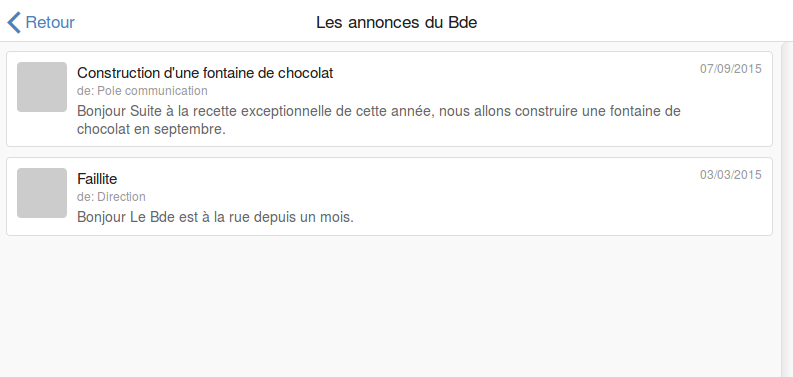 Retour
Les annonces du Bde
Construction d'une fontaine de chocolat
07/09/2015
de: Pole communication
Bonjour Suite à la recette exceptionnelle de cette année, nous allons construire une fontaine de
chocolat en septembre.
Faillite
03/03/2015
de: Direction
Bonjour Le Bde est à la rue depuis un mois.